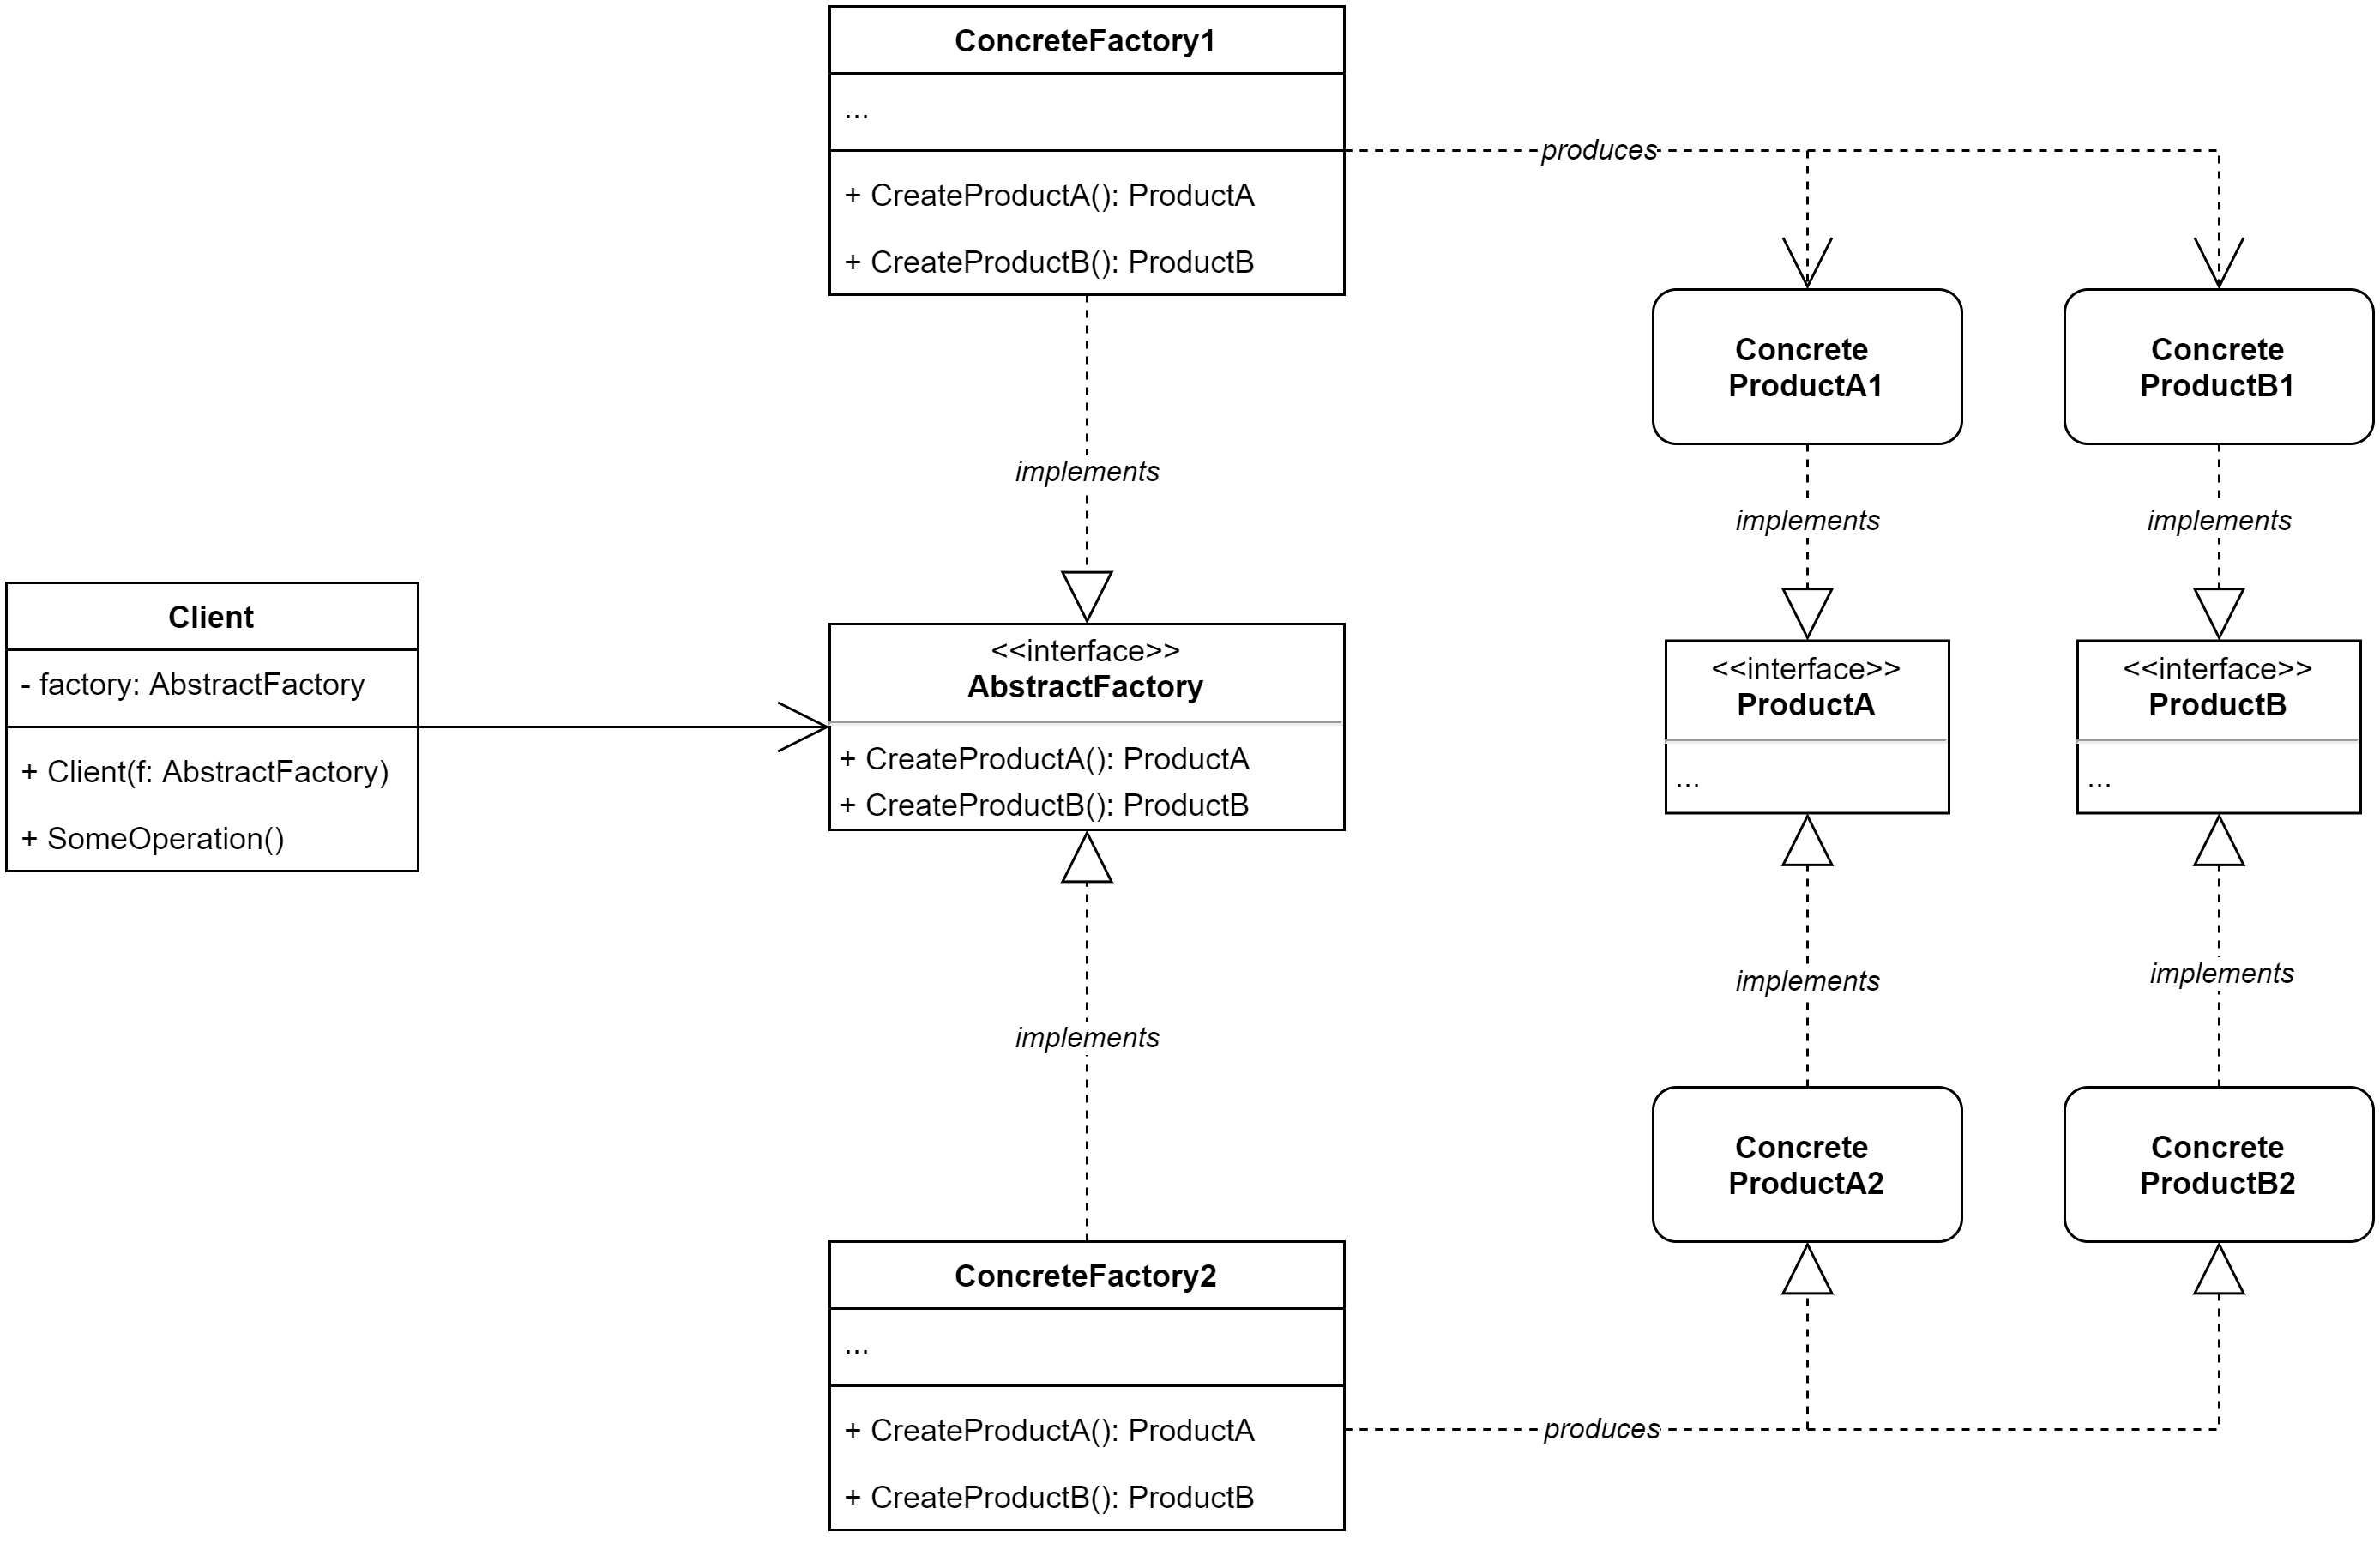 ConcreteFactory1
...
+ CreateProductA(): ProductA
+ CreateProductB(): ProductB
produces
Concrete
ProductA1
Concrete
ProductB1
implements
implements
implements
Client
- factory: AbstractFactory
+ Client(f: AbstractFactory)
+ SomeOperation()
<<interface>>
AbstractFactory
+ CreateProductA(): ProductA
+ CreateProductB(): ProductB
<<interface>>
ProductA
...
<<interface>>
ProductB
...
implements
implements
implements
Concrete
ProductA2
Concrete
ProductB2
ConcreteFactory2
...
+ CreateProductA(): ProductA
+ CreateProductB(): ProductB
produces